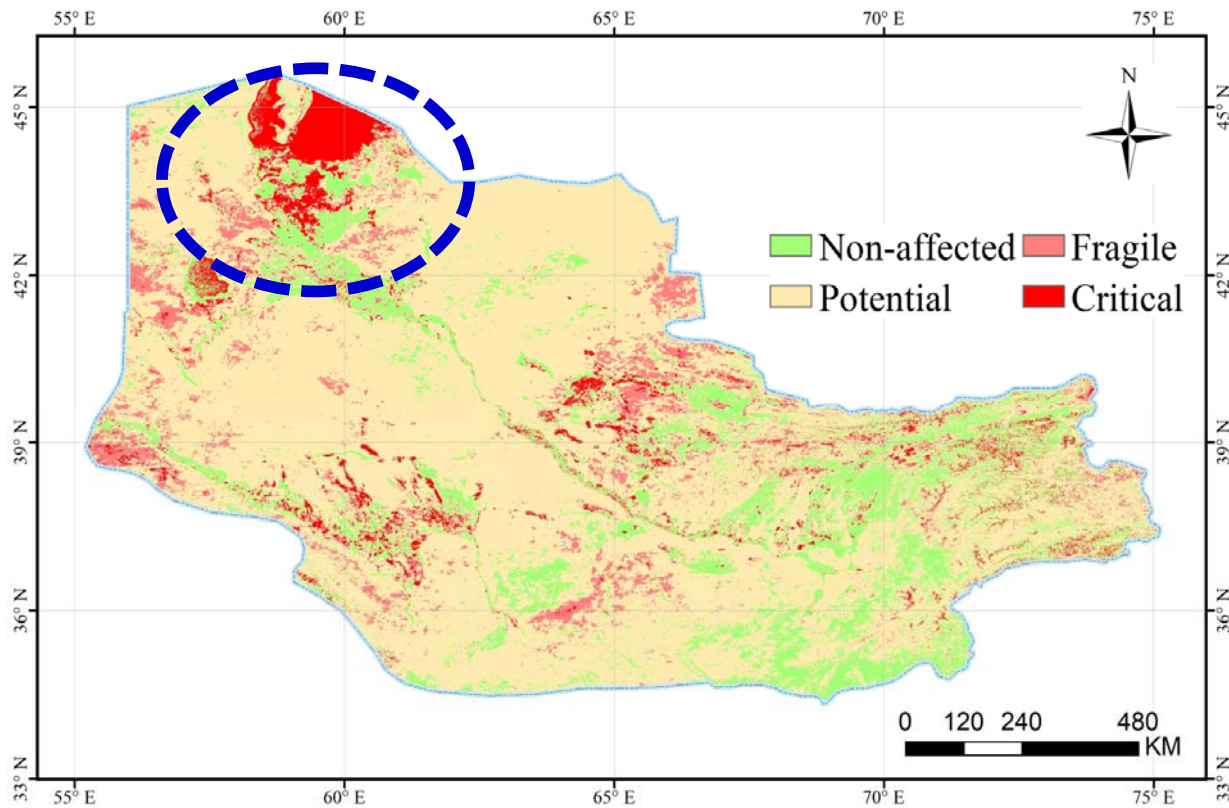 55° E 60° E 65° E 70° E 75° E
45° N 45° N
N
Non-affected Fragile
42° N 42° N
Potential Critical
39° N 39° N
36° N 36° N
0 120 240 480
KM
33° N 33° N
55° E 60° E 65° E 70° E 75° E